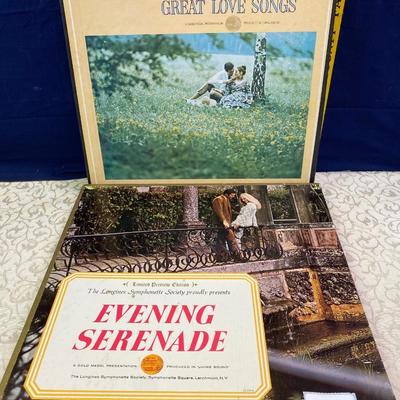 GREAT LOVE SONGS
Limited Preview Edition
The Longines Symphonette Society proudly presents
EVENING
SERENADE
A GOLD MEDAL PRESENTATION
PRODUCED IN "LIVING SOUND"
The Longines Symphonette Society, Symphonette Square, Larchmont, N.Y.